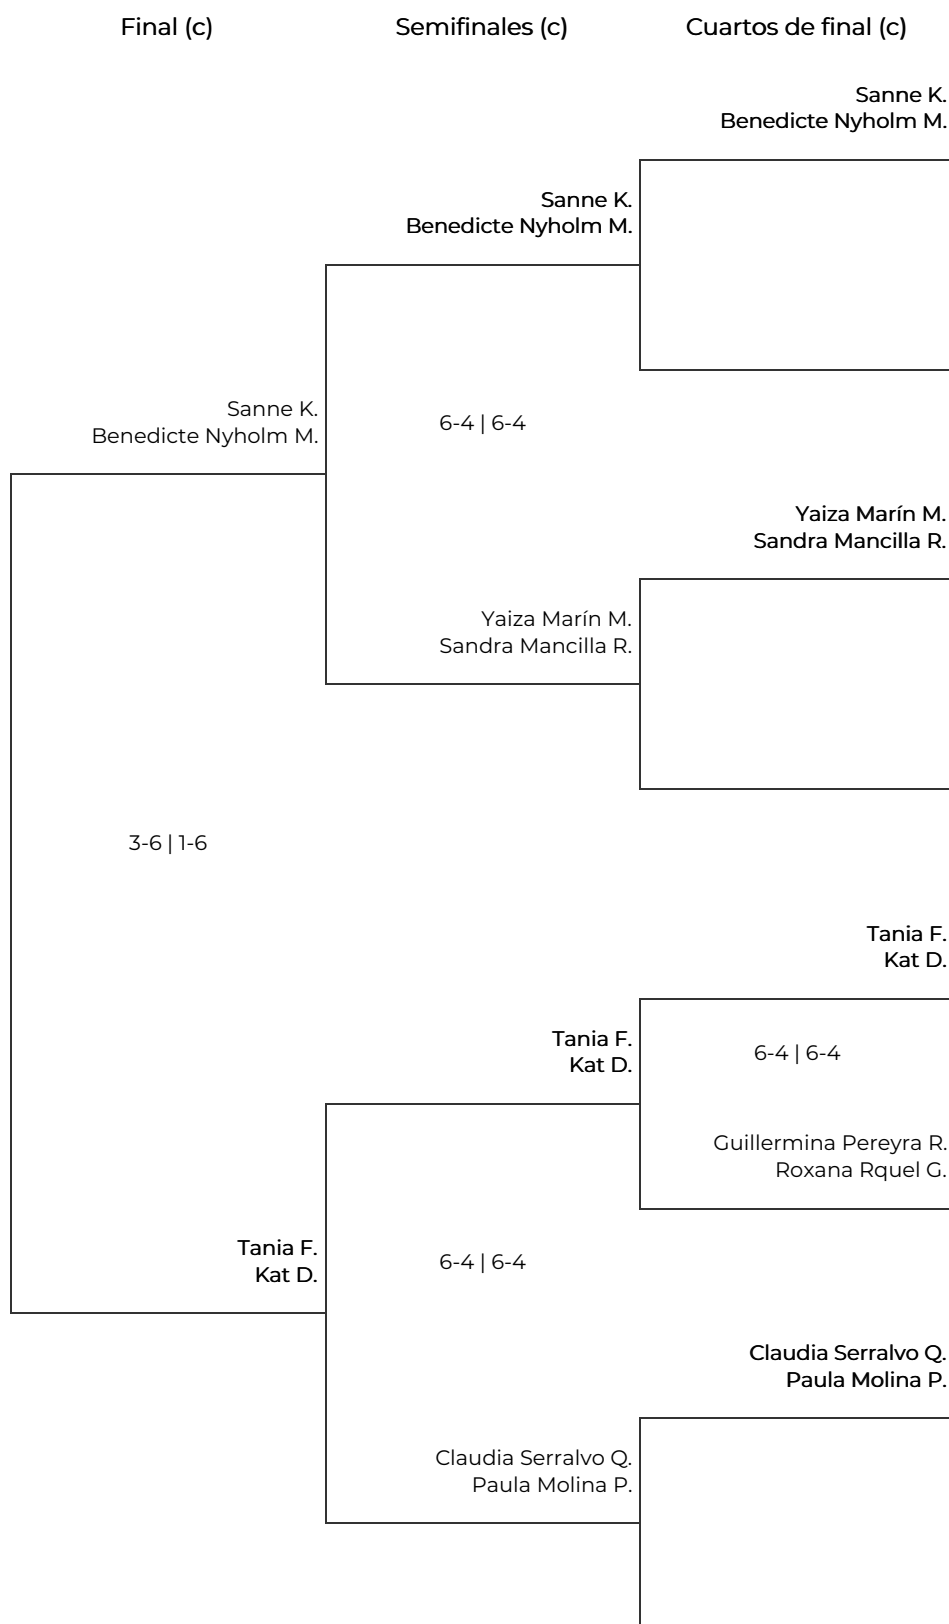 Final (c)
Semifinales (c)
Cuartos de final (c)
Sanne K.
Benedicte Nyholm M.
Sanne K.
Benedicte Nyholm M.
Sanne K.
Benedicte Nyholm M.
6-4 | 6-4
Yaiza Marín M.
Sandra Mancilla R.
Yaiza Marín M.
Sandra Mancilla R.
3-6 | 1-6
Tania F.
Kat D.
Tania F.
Kat D.
6-4 | 6-4
Guillermina Pereyra R.
Roxana Rquel G.
Tania F.
Kat D.
6-4 | 6-4
Claudia Serralvo Q.
Paula Molina P.
Claudia Serralvo Q.
Paula Molina P.